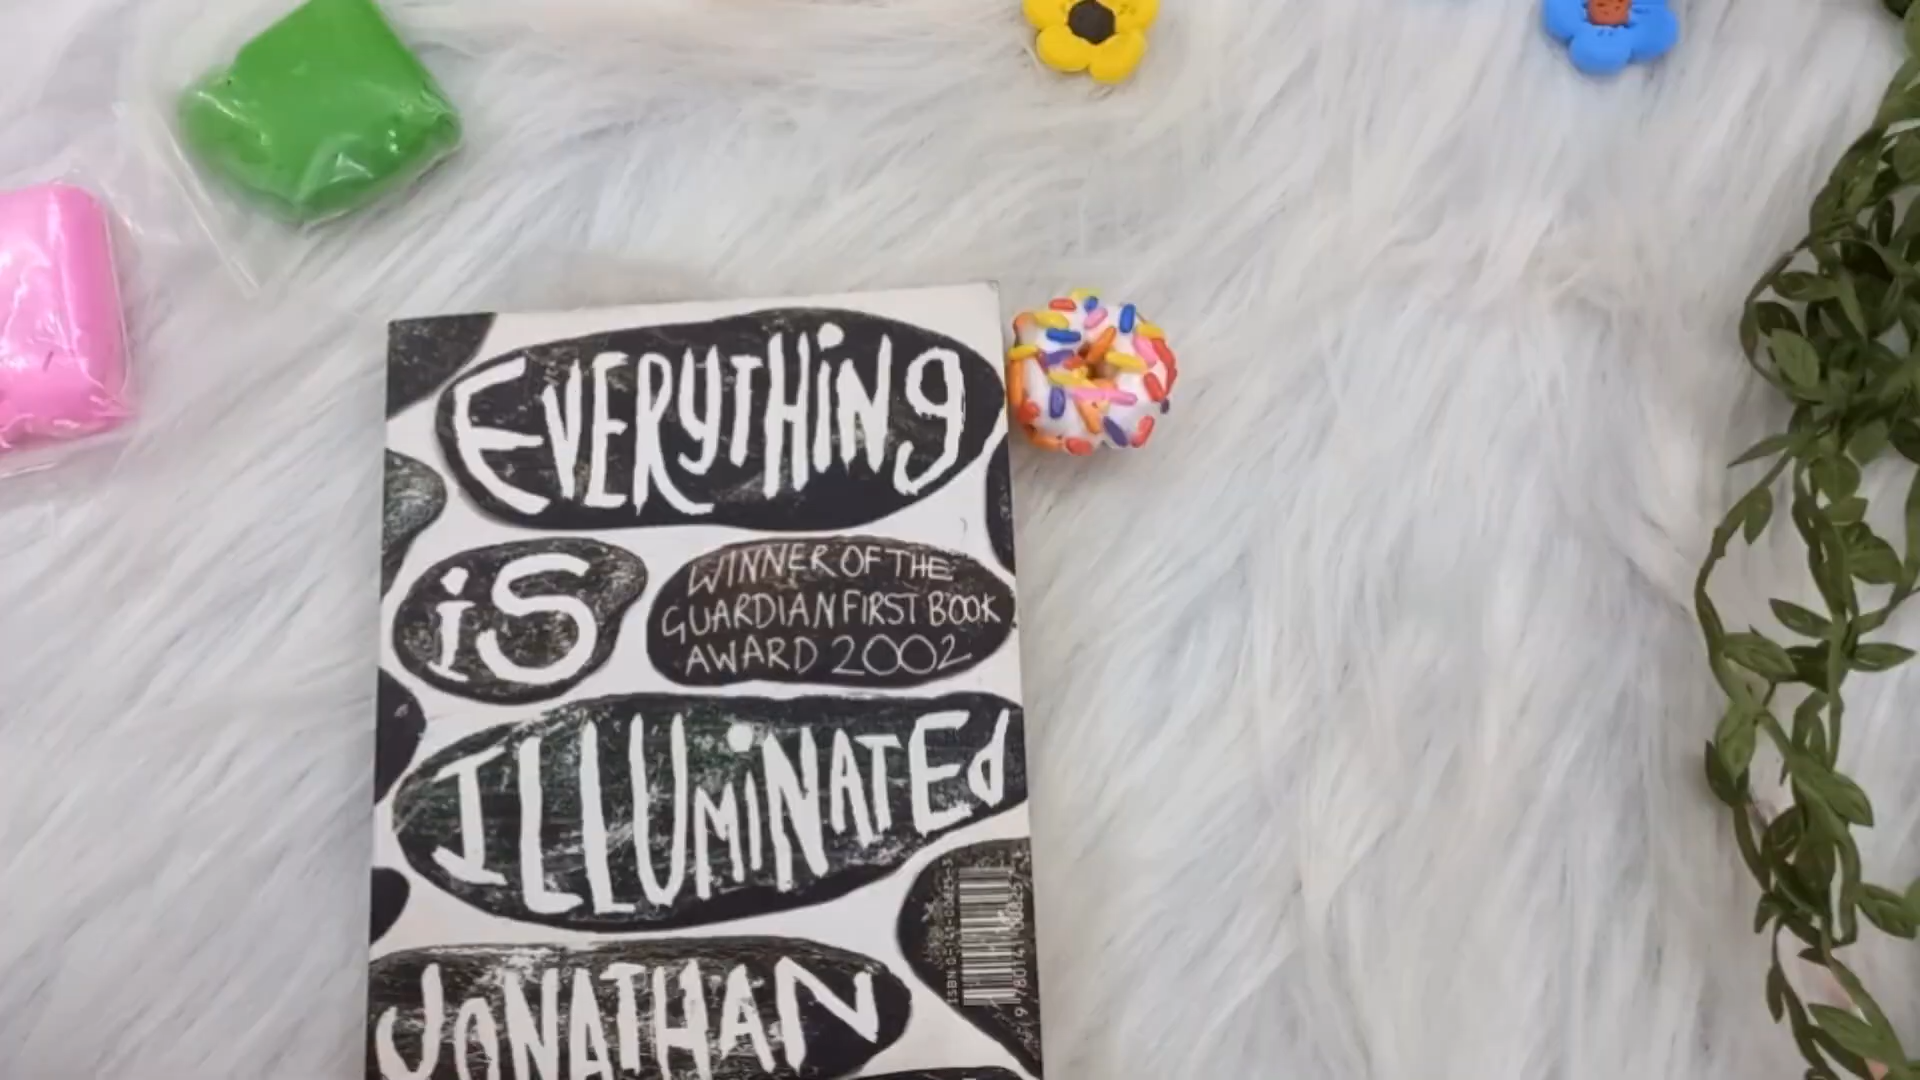 EVERYTHiNg
iS
WINNER OF THE
GUARDIAN FIRST BOOK
AWARD 2002
ILLUMiNATEd
JONATHAN